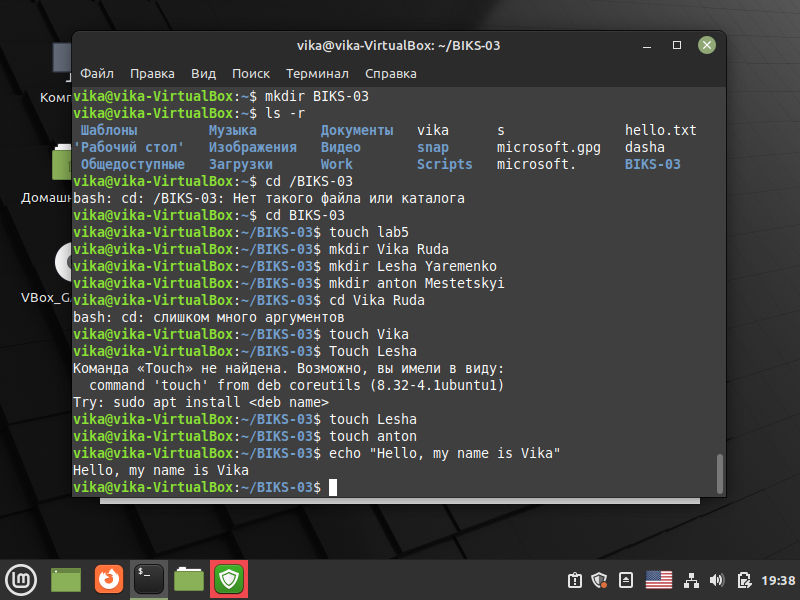 vika@vika-VirtualBox: ~/BIKS-03
Файл Правка Вид Поиск Терминал Справка
vika@vika-VirtualBox:~$ mkdir BIKS-03
vika@vika-VirtualBox:~$ ls -r
Шаблоны Музыка Документы vika s hello.txt
'Рабочий стол' Изображения Видео snap microsoft.gpg dasha
Общедоступные Загрузки Work Scripts microsoft. BIKS-03
vika@vika-VirtualBox:~$ cd /BIKS-03
bash: cd: /BIKS-03: Нет такого файла или каталога
vika@vika-VirtualBox:~$ cd BIKS-03
vika@vika-VirtualBox:~/BIKS-03$ touch lab5
vika@vika-VirtualBox:~/BIKS-03$ mkdir Vika Ruda
vika@vika-VirtualBox:~/BIKS-03$ mkdir Lesha Yaremenko
vika@vika-VirtualBox:~/BIKS-03$ mkdir anton Mestetskyi
vika@vika-VirtualBox:~/BIKS-03$ cd Vika Ruda
bash: cd: слишком много аргументов
vika@vika-VirtualBox:~/BIKS-03$ touch Vika
vika@vika-VirtualBox:~/BIKS-03$ Touch Lesha
Команда «Touch» не найдена. Возможно, вы имели в виду:
command 'touch' from deb coreutils (8.32-4.1ubuntu1)
Try: sudo apt install <deb name>
vika@vika-VirtualBox:~/BIKS-03$ touch Lesha
vika@vika-VirtualBox:~/BIKS-03$ touch anton
vika@vika-VirtualBox:~/BIKS-03$ echo "Hello, my name is Vika"
Hello, my name is Vika
vika@vika-VirtualBox:~/BIKS-03$
Комп
Домашн
VBox_G
19:38